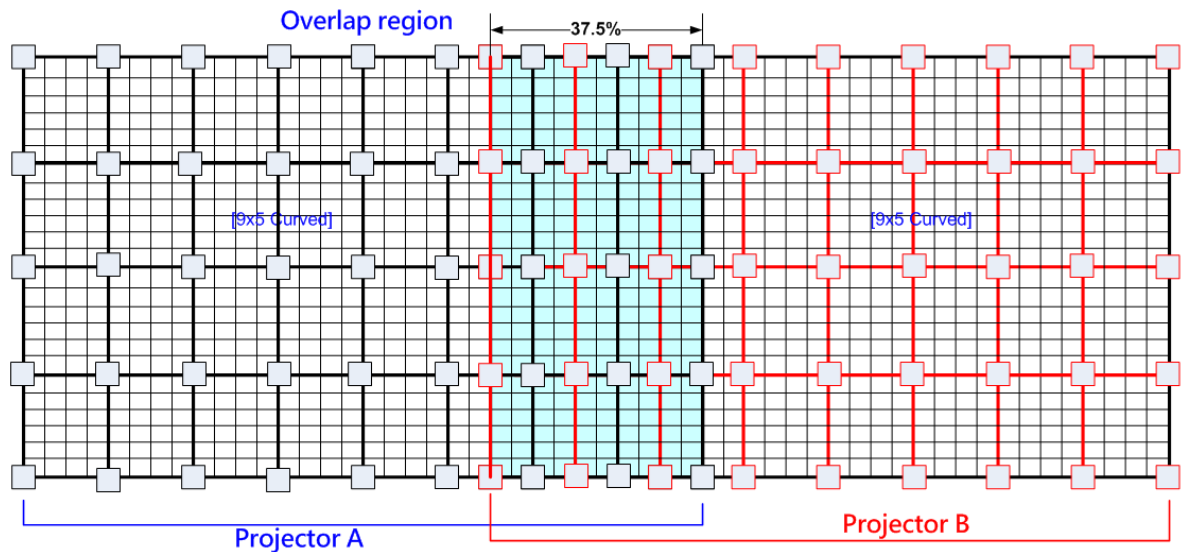 Overlap region
37.5%
[9x5 Curved]
[9x5 Curved]
Projector A
Projector B